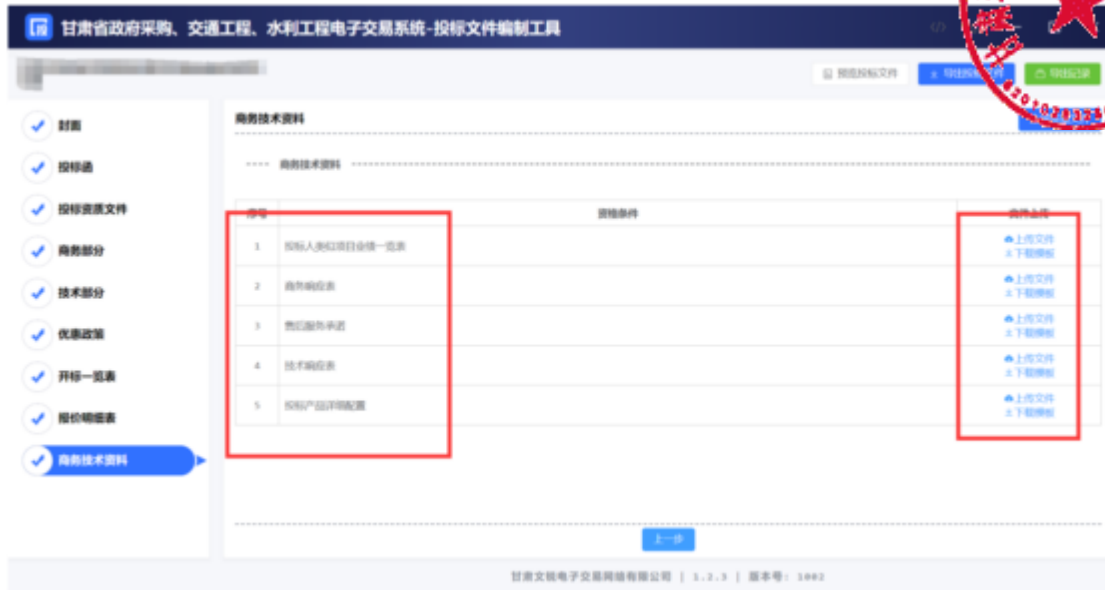 甘肃省政府采购、交通工程、水利工程电子交易系统-投标文件编制工具
预览投标文件
导出记录
封面
投标函
投标资质文件
商务部分
技术部分
优惠政策
开标一览表
报价明细表
商务技术资料
商务技术资料
商务技术资料
序号 资格条件 文件上传
1 投标人类似项目业绩一览表 上传文件
下载模板
2 商务响应表 上传文件
下载模板
3 售后服务承诺 上传文件
下载模板
4 技术响应表 上传文件
下载模板
5 投标产品详细配置 上传文件
下载模板
上一步
甘肃文锐电子交易网络有限公司 | 1.2.3 | 版本号: 1002